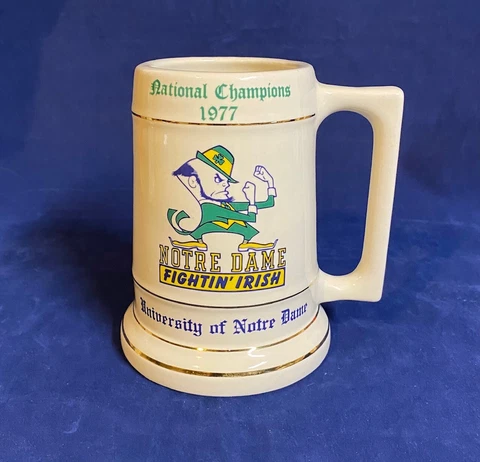 National Champions
1977
NOTRE DAME
FIGHTIN' IRISH
University of Notre Dame